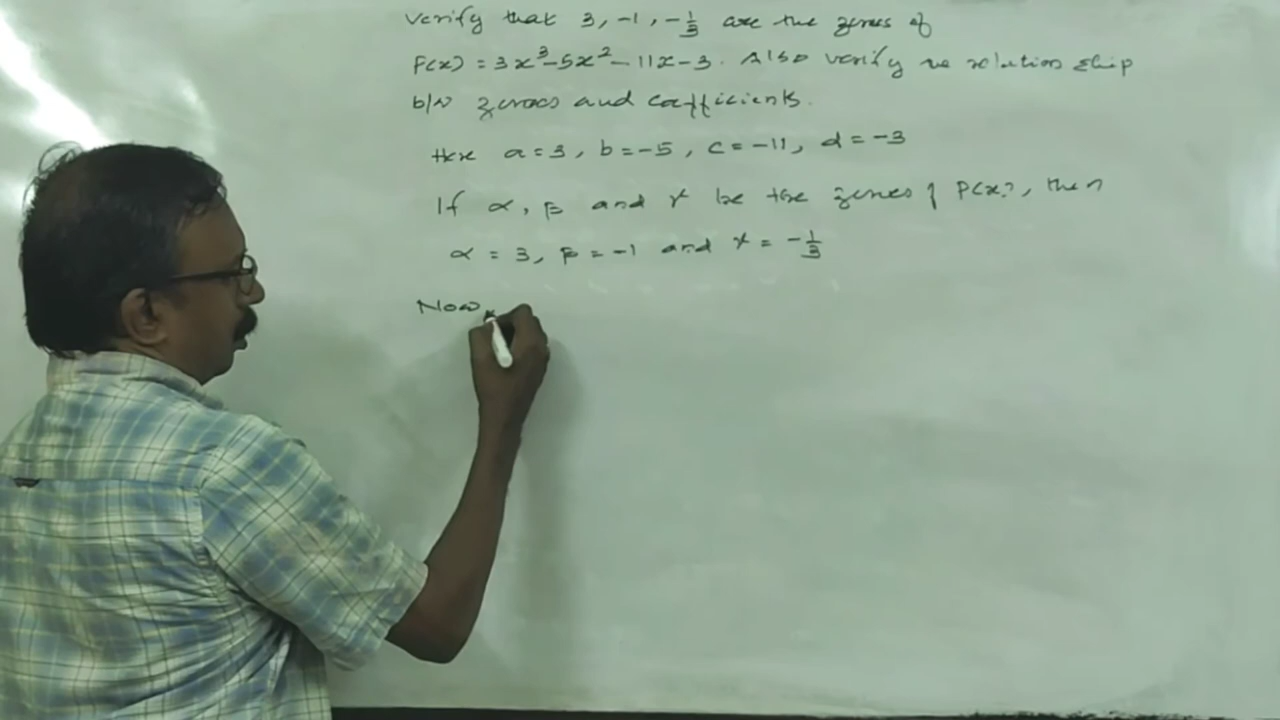 Verify that 3, -1, -1/3 are the zeroes of
P(x) = 3x³-5x²-11x-3. Also verify the relation ship
b/w zeroes and coefficients.
Here a=3, b=-5, c=-11, d=-3
If α, β and γ be the zeroes of P(x), then
α = 3, β = -1 and γ = -1/3
Now,